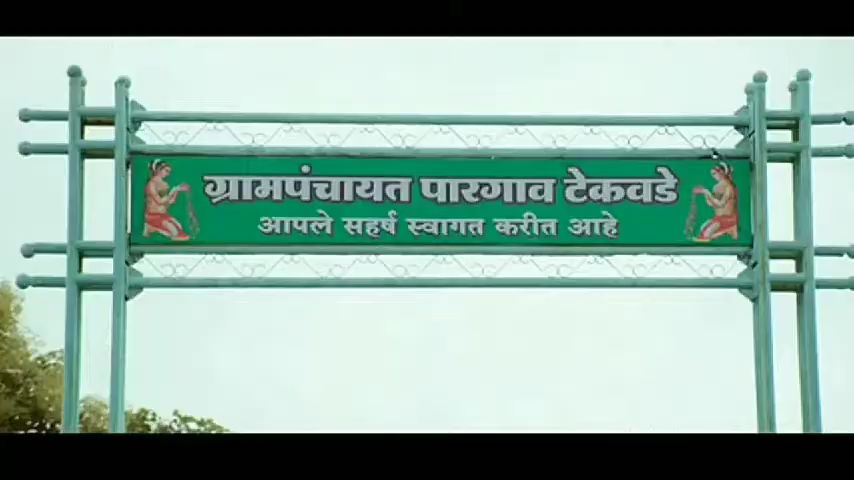 ग्रामपंचायत पारगाव टेकवडे
आपले सहर्ष स्वागत करीत आहे